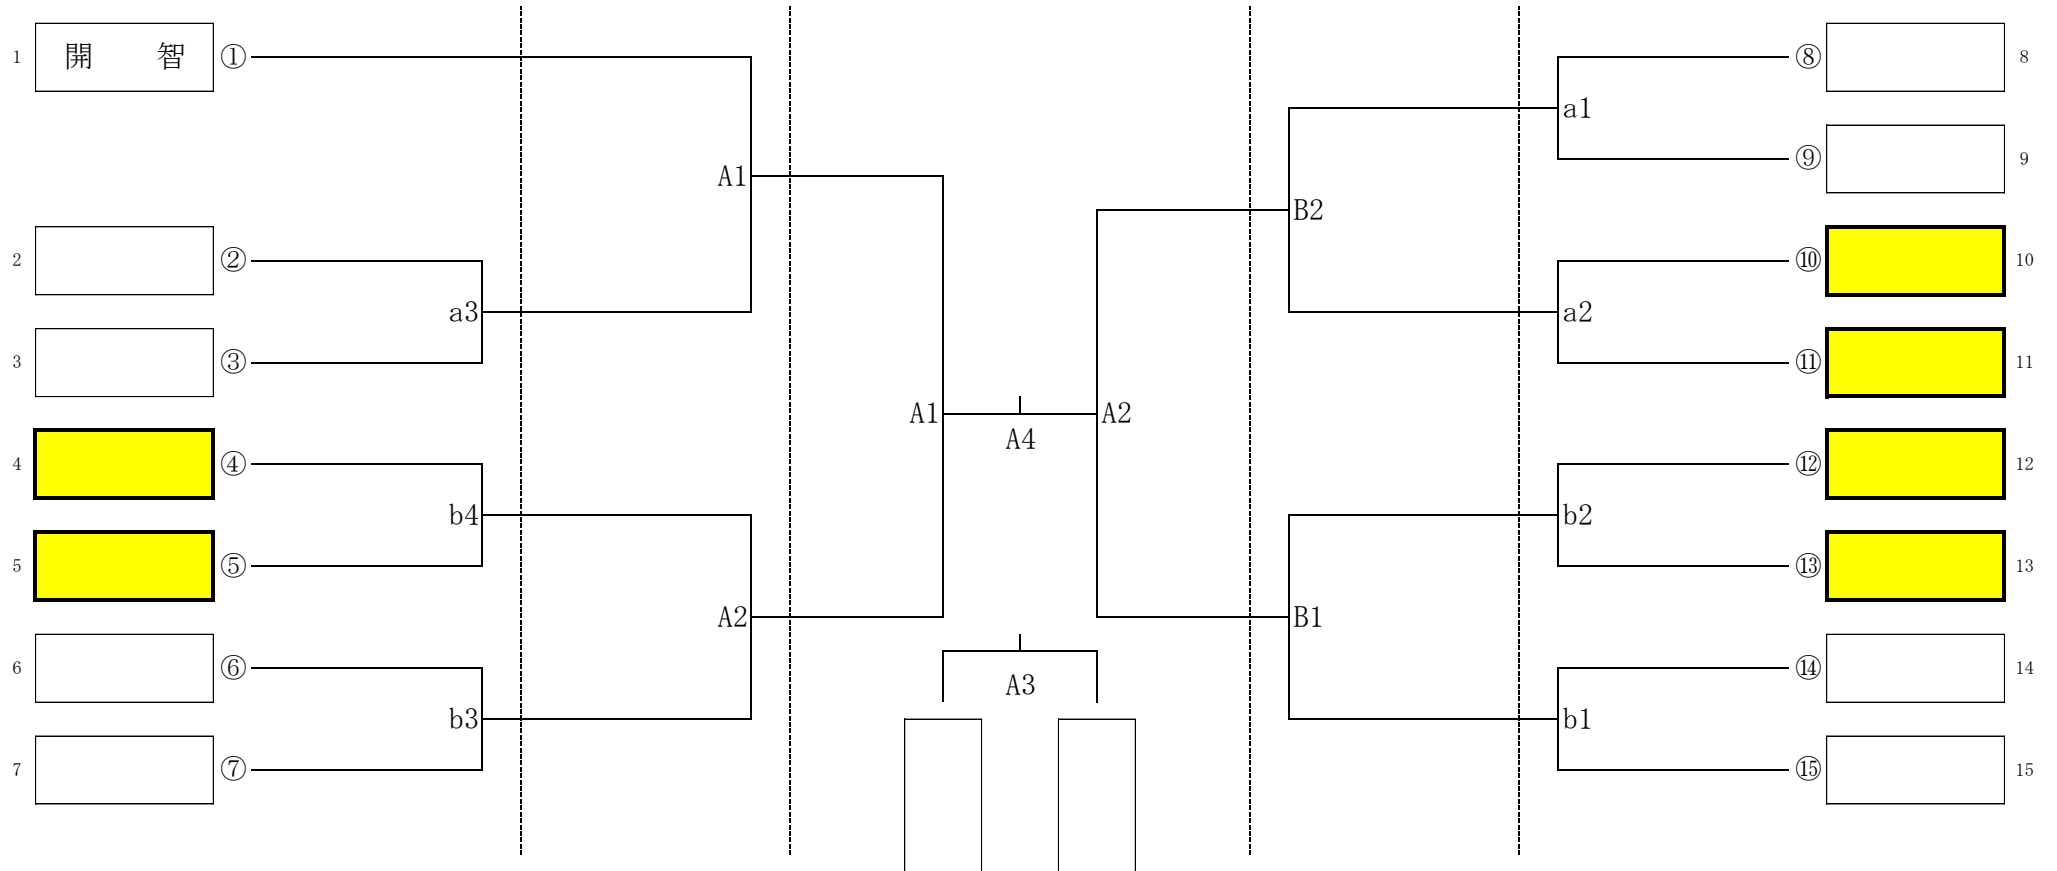 1 開 智 ① ⑧ 8
a1
⑨ 9
A1
B2
2 ② ⑩ 10
a3 a2
3 ③ ⑪ 11
A1 A2
A4
4 ④ ⑫ 12
b4 b2
5 ⑤ ⑬ 13
A2 B1
6 ⑥ ⑭ 14
A3
b3 b1
7 ⑦ ⑮ 15